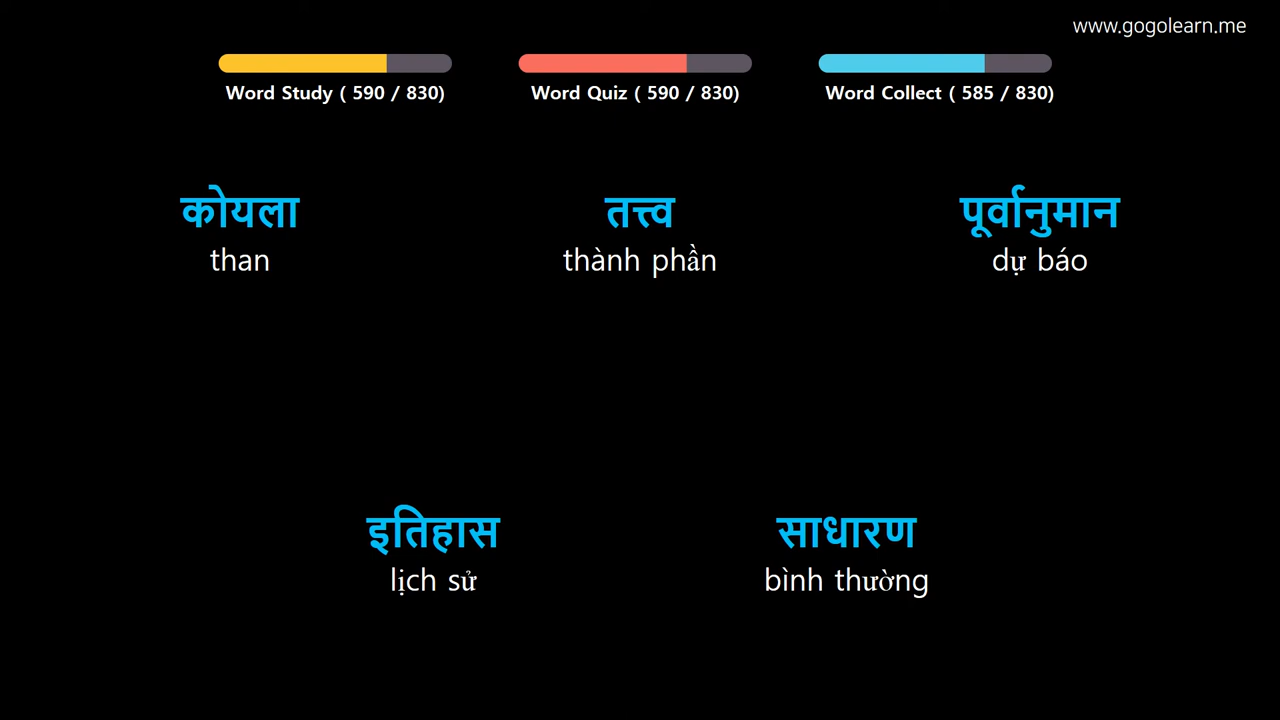 www.gogolearn.me
Word Study ( 590 / 830)
Word Quiz ( 590 / 830)
Word Collect ( 585 / 830)
कोयला
than
तत्त्व
thành phần
पूर्वानुमान
dự báo
इतिहास
lịch sử
साधारण
bình thường